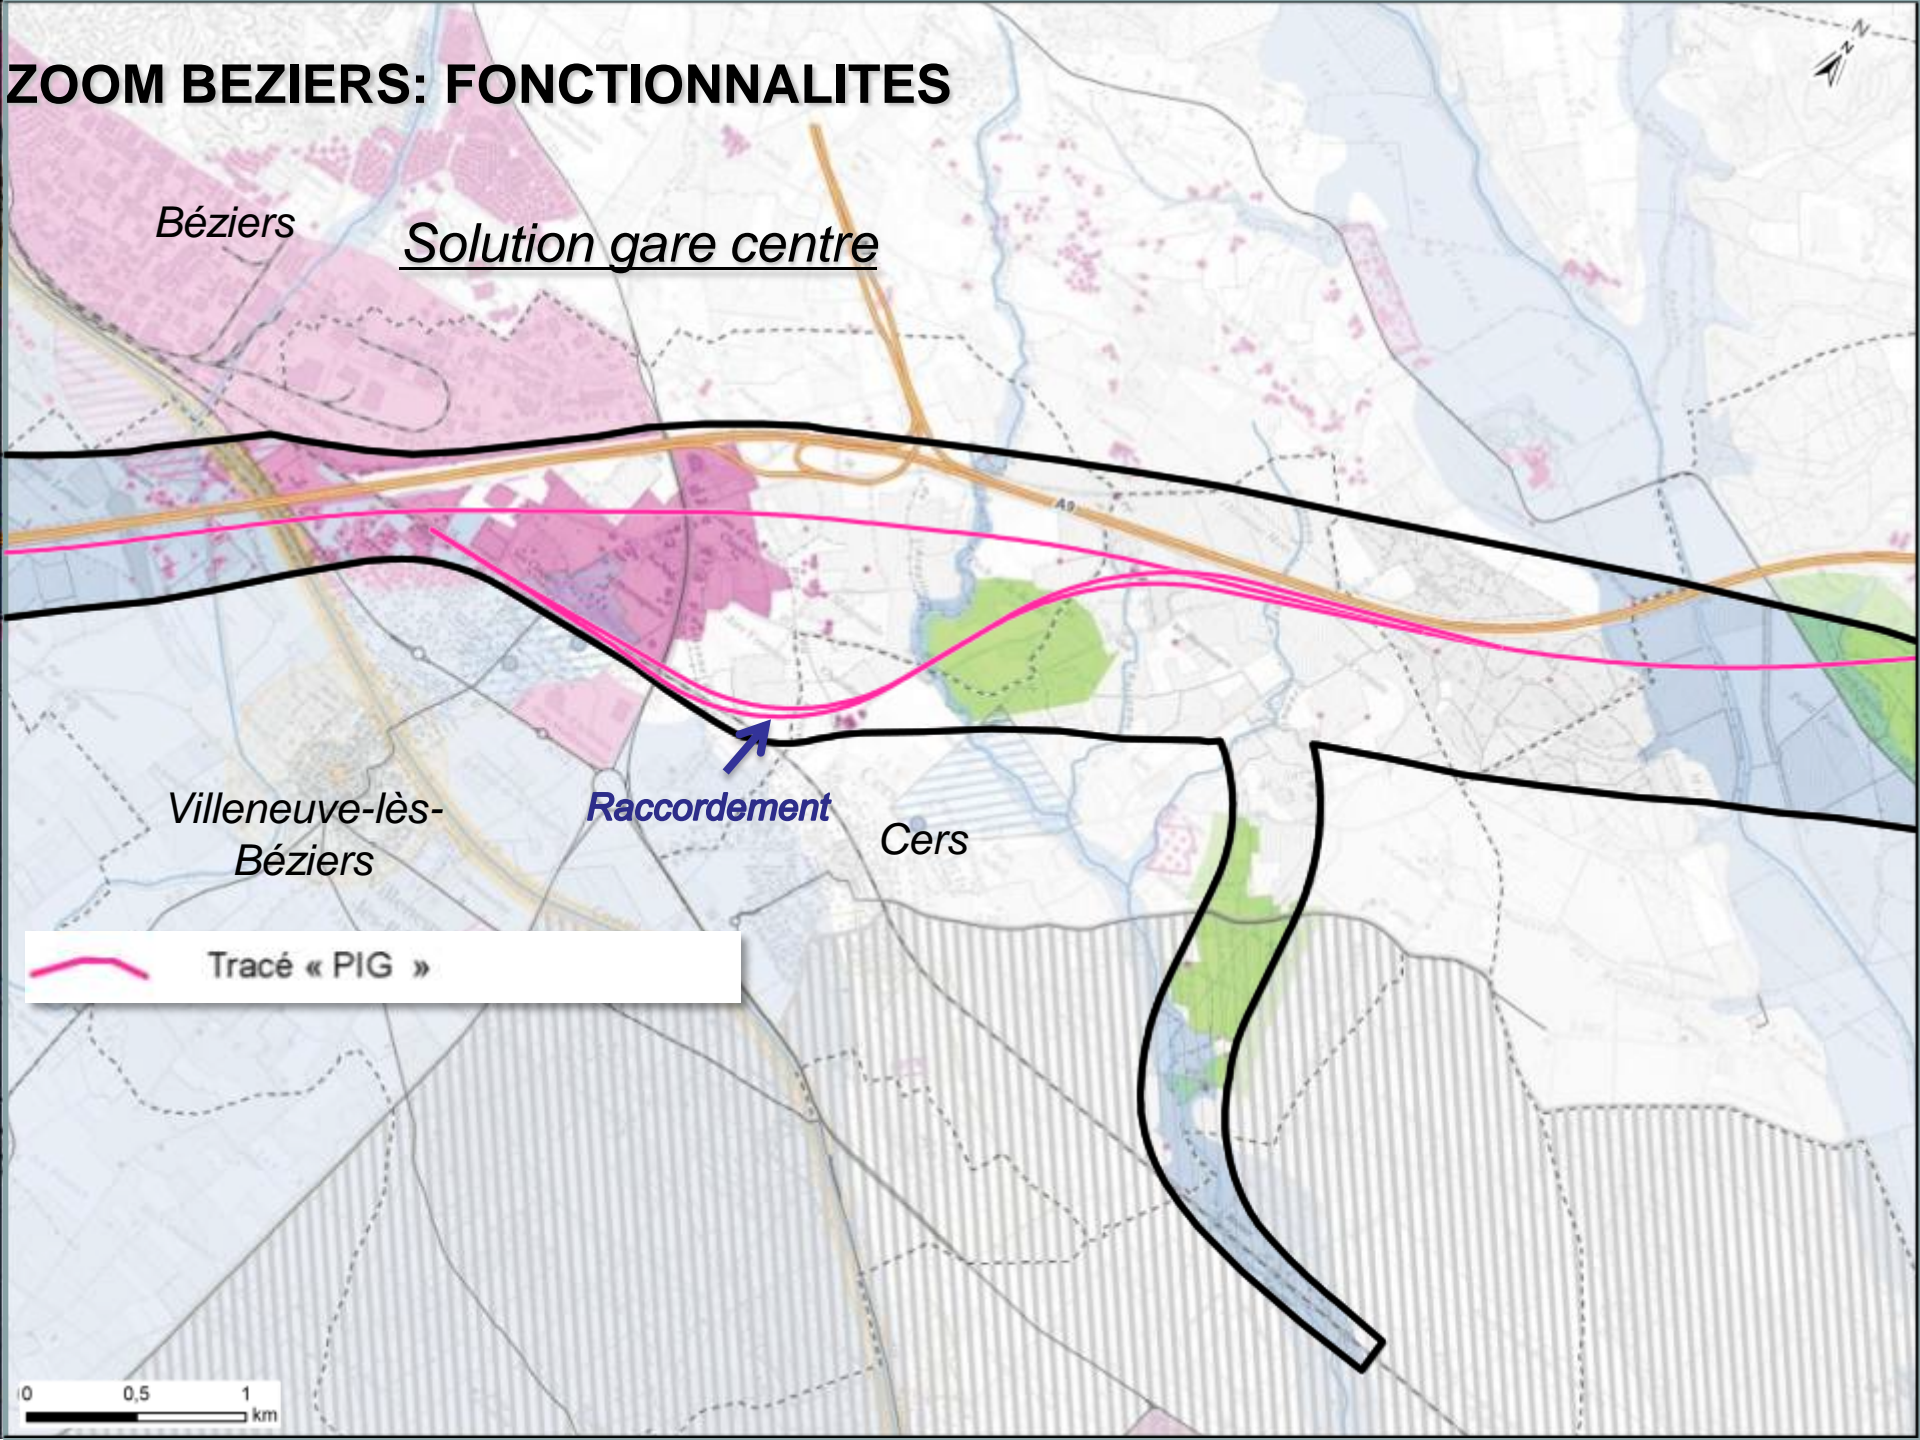 ZOOM BEZIERS: FONCTIONNALITES
N
Béziers
Solution gare centre
A9
Raccordement
Villeneuve-lès-
Béziers
Cers
Tracé « PIG »
0 0,5 1
km